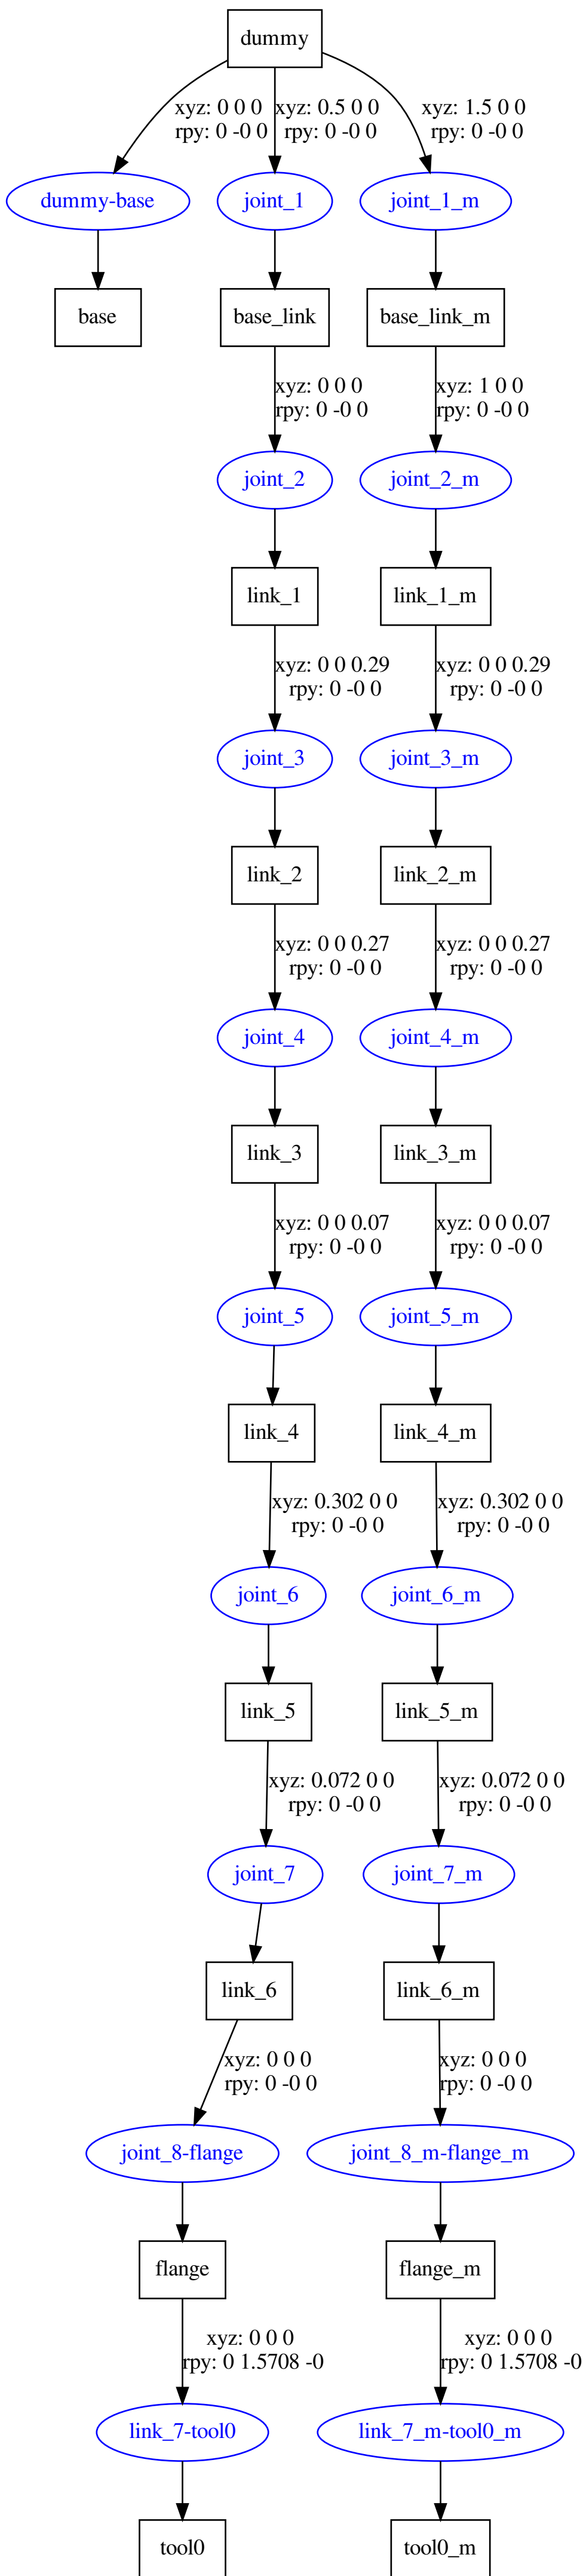 dummy
xyz: 0 0 0
rpy: 0 -0 0
xyz: 0.5 0 0
rpy: 0 -0 0
xyz: 1.5 0 0
rpy: 0 -0 0
dummy-base
joint_1
joint_1_m
base
base_link
base_link_m
xyz: 0 0 0
rpy: 0 -0 0
xyz: 1 0 0
rpy: 0 -0 0
joint_2
joint_2_m
link_1
link_1_m
xyz: 0 0 0.29
rpy: 0 -0 0
xyz: 0 0 0.29
rpy: 0 -0 0
joint_3
joint_3_m
link_2
link_2_m
xyz: 0 0 0.27
rpy: 0 -0 0
xyz: 0 0 0.27
rpy: 0 -0 0
joint_4
joint_4_m
link_3
link_3_m
xyz: 0 0 0.07
rpy: 0 -0 0
xyz: 0 0 0.07
rpy: 0 -0 0
joint_5
joint_5_m
link_4
link_4_m
xyz: 0.302 0 0
rpy: 0 -0 0
xyz: 0.302 0 0
rpy: 0 -0 0
joint_6
joint_6_m
link_5
link_5_m
xyz: 0.072 0 0
rpy: 0 -0 0
xyz: 0.072 0 0
rpy: 0 -0 0
joint_7
joint_7_m
link_6
link_6_m
xyz: 0 0 0
rpy: 0 -0 0
xyz: 0 0 0
rpy: 0 -0 0
joint_8-flange
joint_8_m-flange_m
flange
flange_m
xyz: 0 0 0
rpy: 0 1.5708 -0
xyz: 0 0 0
rpy: 0 1.5708 -0
link_7-tool0
link_7_m-tool0_m
tool0
tool0_m